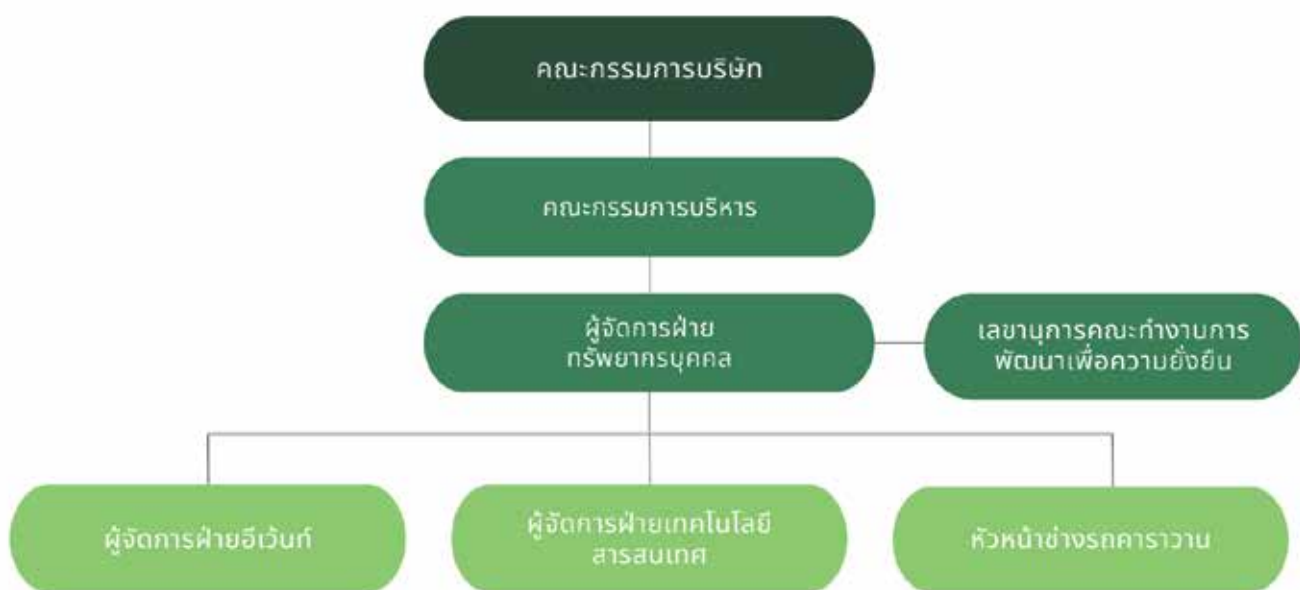 คณะกรรมการบริษัท
คณะกรรมการบริหาร
ผู้จัดการฝ่าย
ทรัพยากรบุคคล
เลขานุการคณะทำงานการ
พัฒนาเพื่อความยั่งยืน
ผู้จัดการฝ่ายอีเว้นท์
ผู้จัดการฝ่ายเทคโนโลยี
สารสนเทศ
หัวหน้าช่างรถคาราวาน